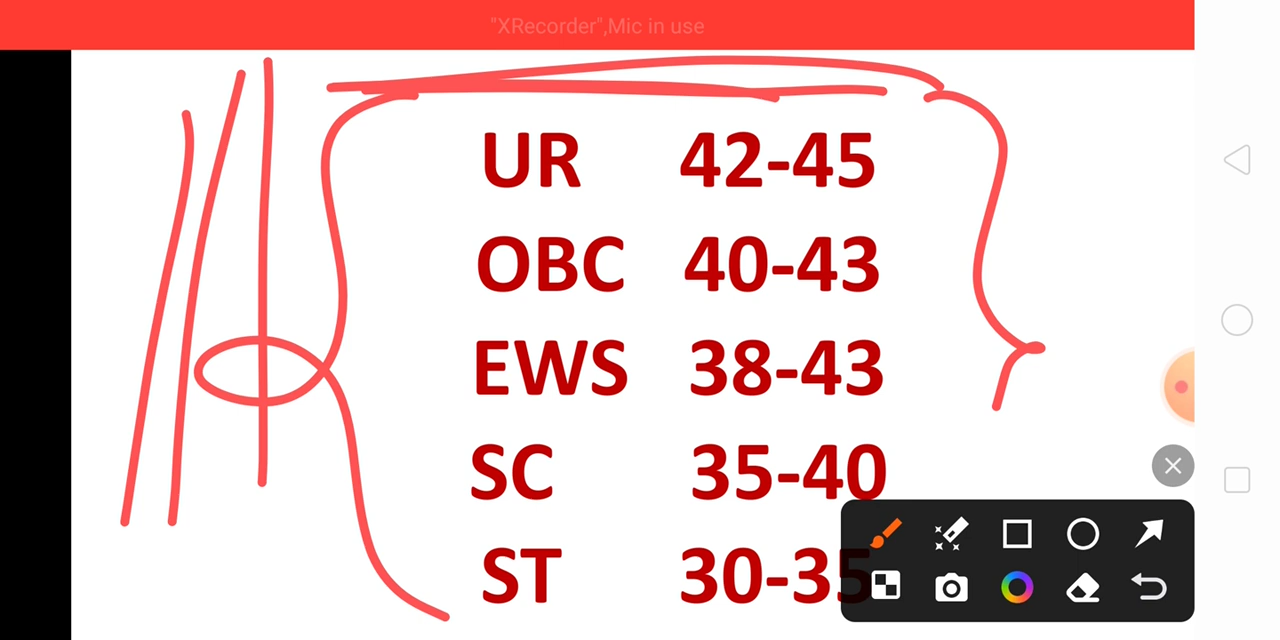 "XRecorder",Mic in use
UR 42-45
OBC 40-43
EWS 38-43
SC 35-40
ST 30-35